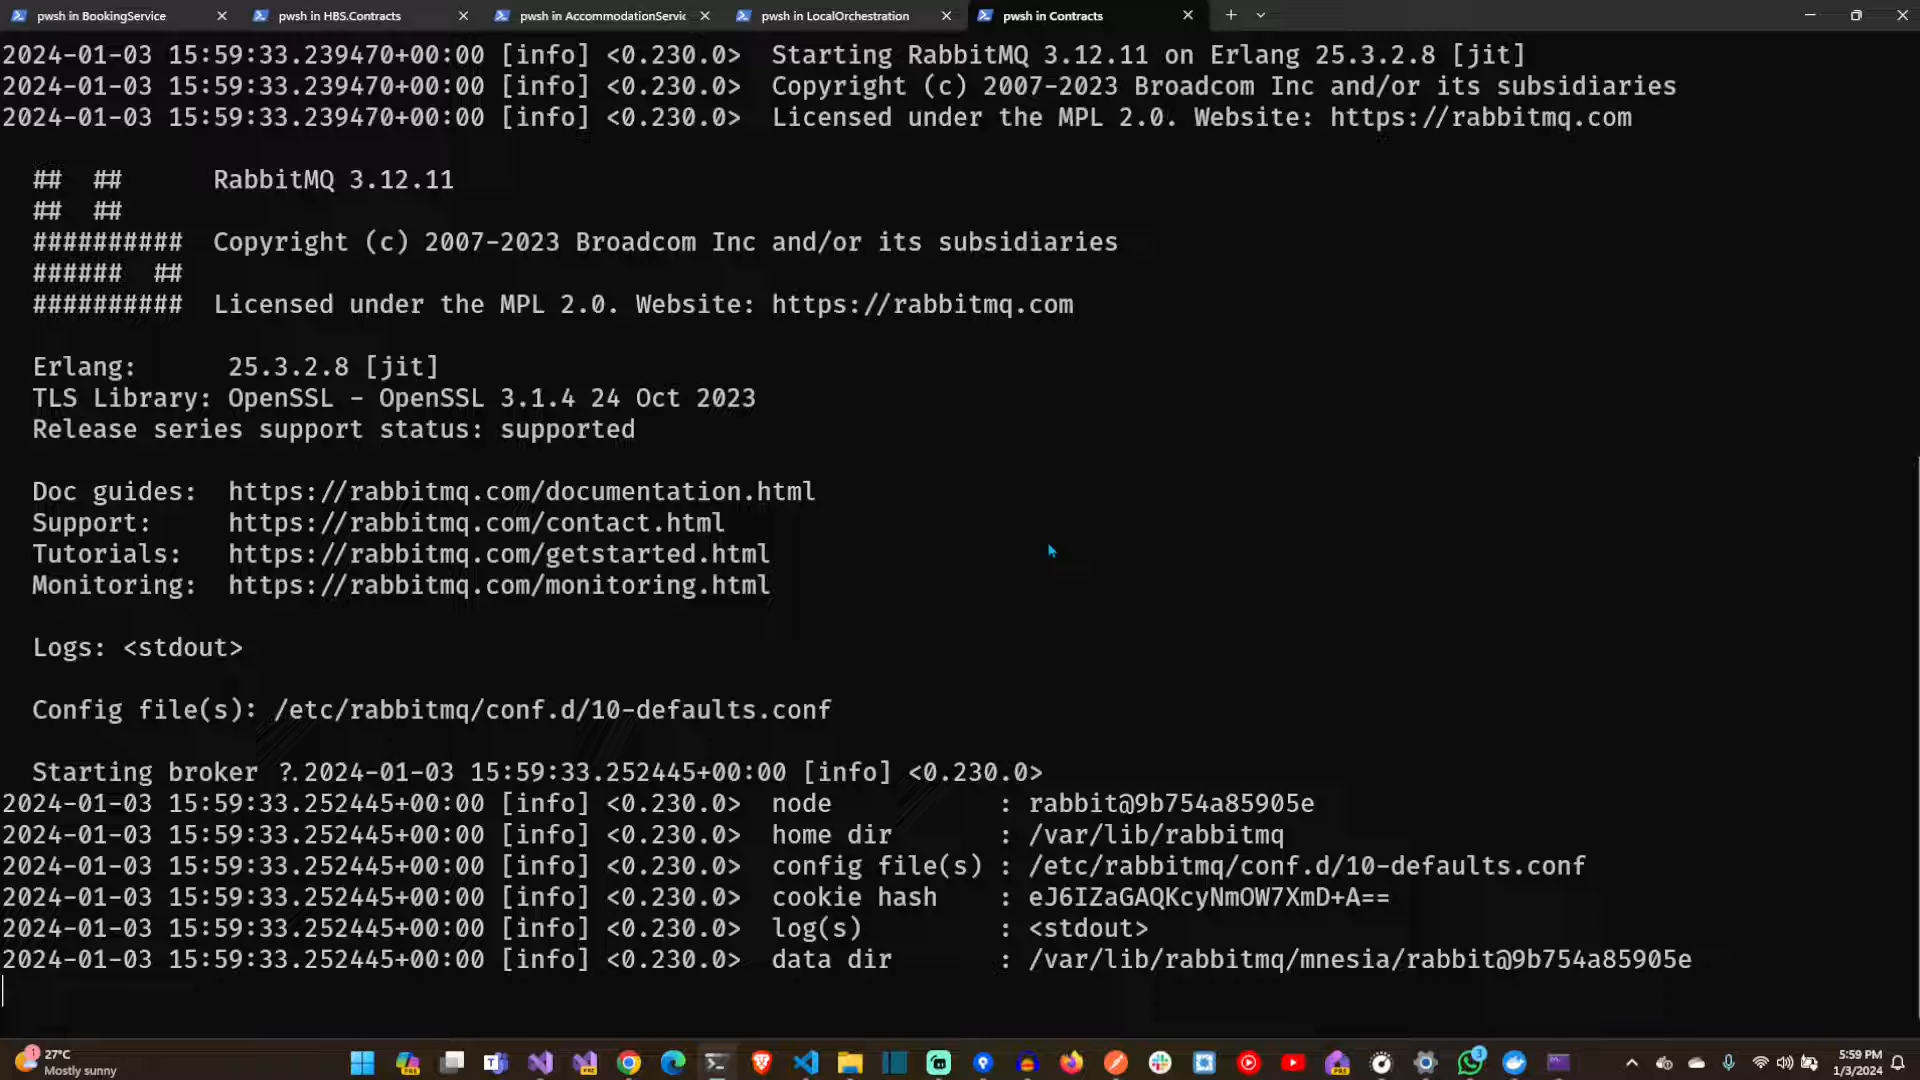 pwsh in BookingService
pwsh in HBS.Contracts
pwsh in AccommodationServic
pwsh in LocalOrchestration
pwsh in Contracts
2024-01-03 15:59:33.239470+00:00 [info] <0.230.0>  Starting RabbitMQ 3.12.11 on Erlang 25.3.2.8 [jit]
2024-01-03 15:59:33.239470+00:00 [info] <0.230.0>  Copyright (c) 2007-2023 Broadcom Inc and/or its subsidiaries
2024-01-03 15:59:33.239470+00:00 [info] <0.230.0>  Licensed under the MPL 2.0. Website: https://rabbitmq.com
  ##  ##      RabbitMQ 3.12.11
  ##  ##
  ##########  Copyright (c) 2007-2023 Broadcom Inc and/or its subsidiaries
  ######  ##
  ##########  Licensed under the MPL 2.0. Website: https://rabbitmq.com
  Erlang:      25.3.2.8 [jit]
  TLS Library: OpenSSL - OpenSSL 3.1.4 24 Oct 2023
  Release series support status: supported
  Doc guides:  https://rabbitmq.com/documentation.html
  Support:     https://rabbitmq.com/contact.html
  Tutorials:   https://rabbitmq.com/getstarted.html
  Monitoring:  https://rabbitmq.com/monitoring.html
  Logs: <stdout>
  Config file(s): /etc/rabbitmq/conf.d/10-defaults.conf
  Starting broker ?.2024-01-03 15:59:33.252445+00:00 [info] <0.230.0>
2024-01-03 15:59:33.252445+00:00 [info] <0.230.0>  node           : rabbit@9b754a85905e
2024-01-03 15:59:33.252445+00:00 [info] <0.230.0>  home dir       : /var/lib/rabbitmq
2024-01-03 15:59:33.252445+00:00 [info] <0.230.0>  config file(s) : /etc/rabbitmq/conf.d/10-defaults.conf
2024-01-03 15:59:33.252445+00:00 [info] <0.230.0>  cookie hash    : eJ6IZaGAQKcyNmOW7XmD+A==
2024-01-03 15:59:33.252445+00:00 [info] <0.230.0>  log(s)         : <stdout>
2024-01-03 15:59:33.252445+00:00 [info] <0.230.0>  data dir       : /var/lib/rabbitmq/mnesia/rabbit@9b754a85905e
1
27°C
Mostly sunny
PRE
PRE
PRE
3
5:59 PM
1/3/2024